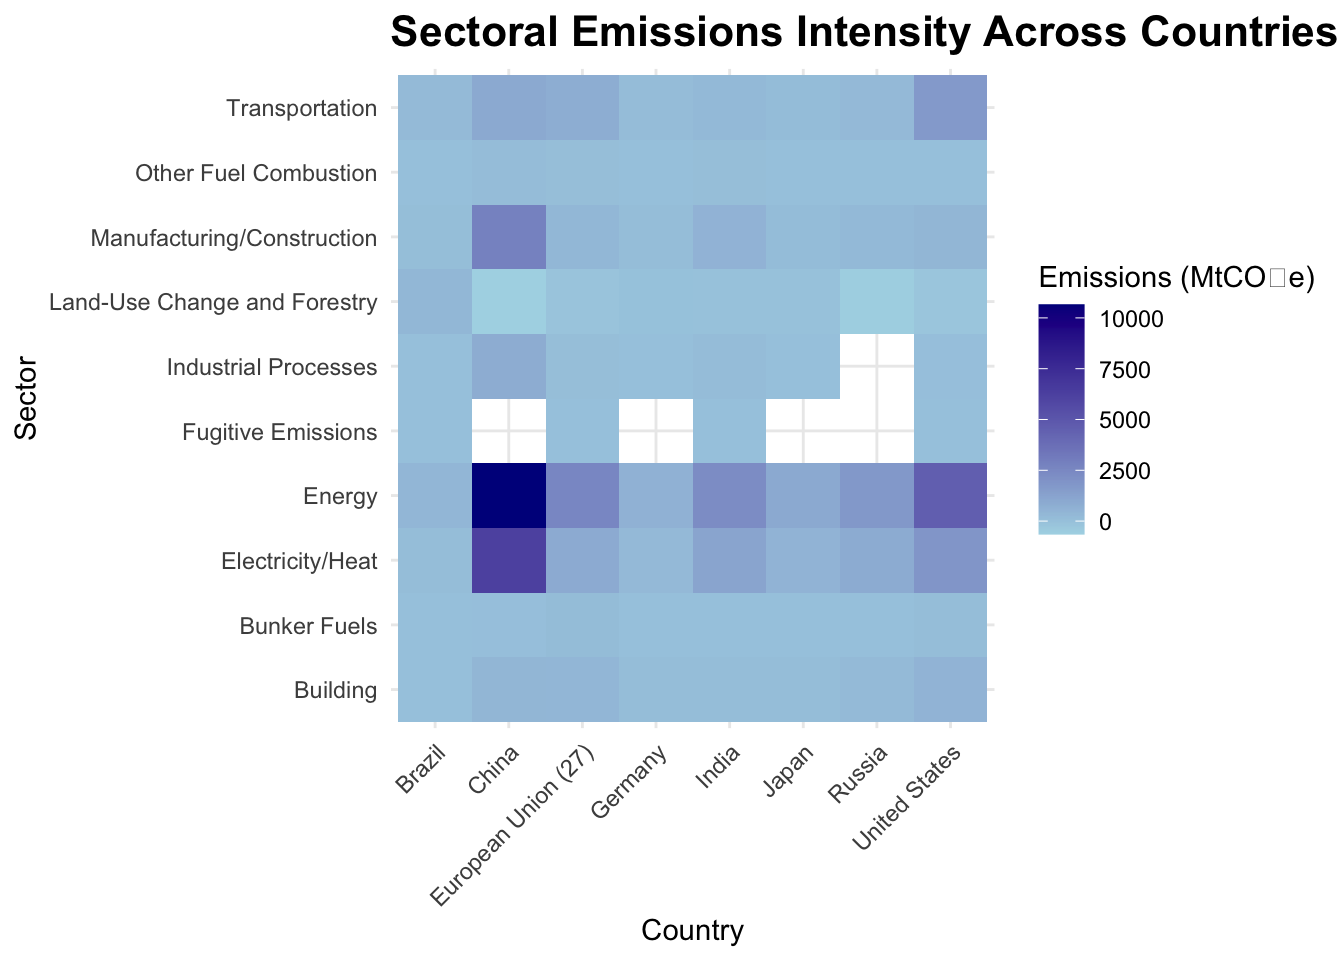 Sectoral Emissions Intensity Across Countries
Sector
Transportation
Other Fuel Combustion
Manufacturing/Construction
Land-Use Change and Forestry
Industrial Processes
Fugitive Emissions
Energy
Electricity/Heat
Bunker Fuels
Building
Brazil
China
European Union (27)
Germany
India
Japan
Russia
United States
Country
Emissions (MtCO□e)
10000
7500
5000
2500
0